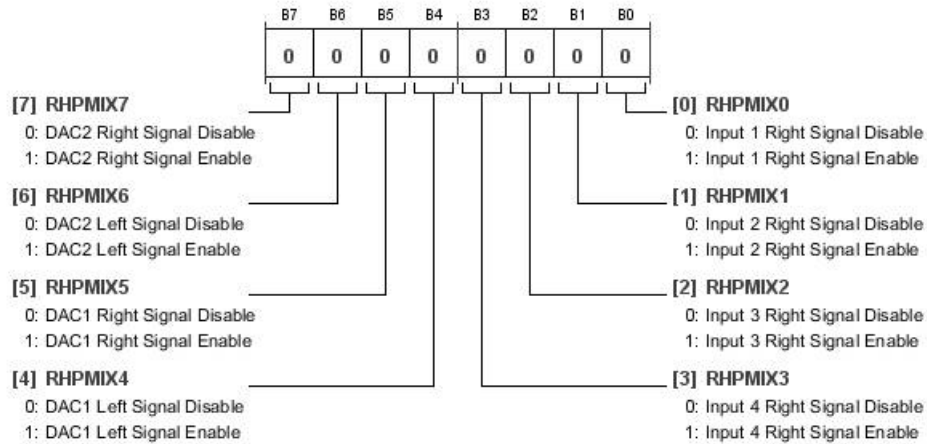 B7 B6 B5 B4 B3 B2 B1 B0
0 0 0 0 0 0 0 0
[7] RHPMIX7
0: DAC2 Right Signal Disable
1: DAC2 Right Signal Enable
[6] RHPMIX6
0: DAC2 Left Signal Disable
1: DAC2 Left Signal Enable
[5] RHPMIX5
0: DAC1 Right Signal Disable
1: DAC1 Right Signal Enable
[4] RHPMIX4
0: DAC1 Left Signal Disable
1: DAC1 Left Signal Enable
[0] RHPMIX0
0: Input 1 Right Signal Disable
1: Input 1 Right Signal Enable
[1] RHPMIX1
0: Input 2 Right Signal Disable
1: Input 2 Right Signal Enable
[2] RHPMIX2
0: Input 3 Right Signal Disable
1: Input 3 Right Signal Enable
[3] RHPMIX3
0: Input 4 Right Signal Disable
1: Input 4 Right Signal Enable